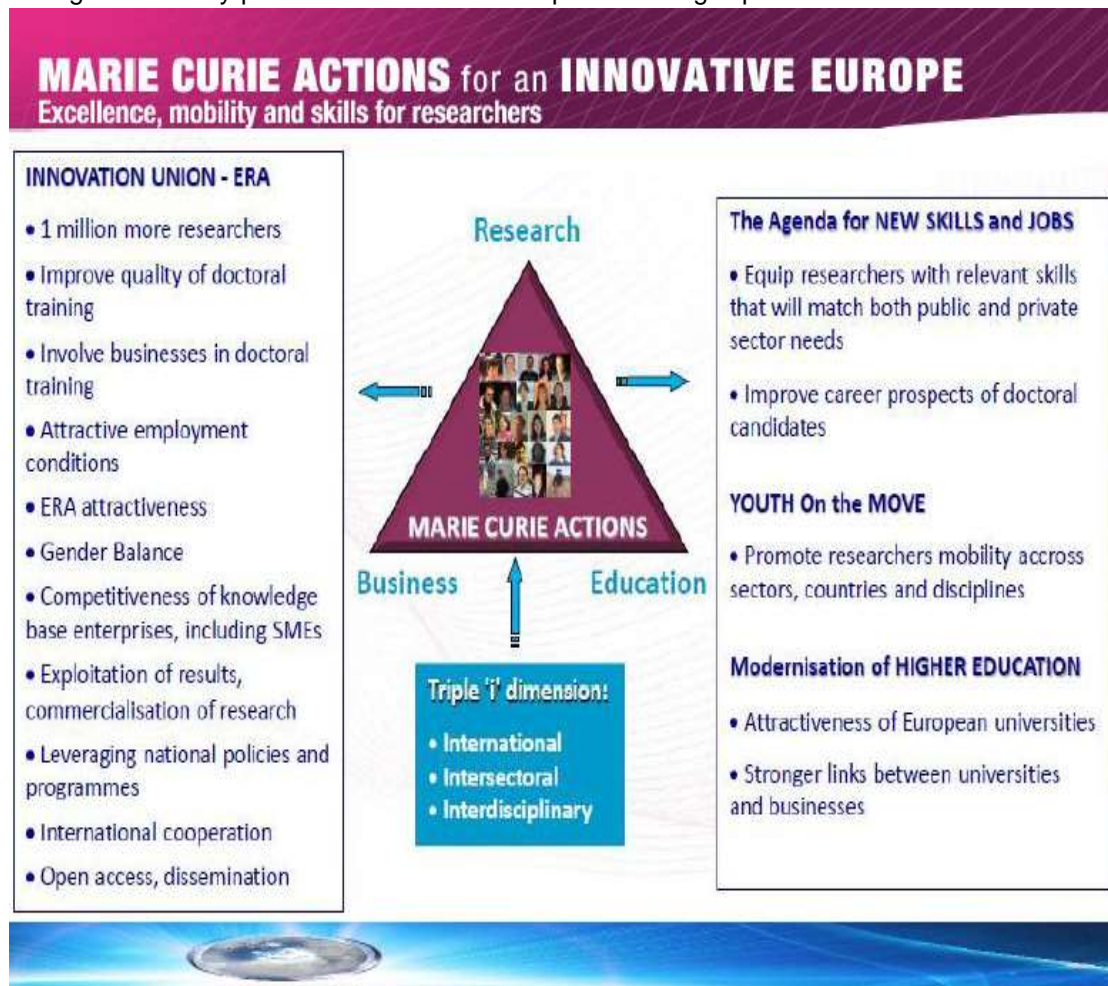 MARIE CURIE ACTIONS for an INNOVATIVE EUROPE
Excellence, mobility and skills for researchers
INNOVATION UNION - ERA
• 1 million more researchers
• Improve quality of doctoral
training
• Involve businesses in doctoral
training
• Attractive employment
conditions
• ERA attractiveness
• Gender Balance
• Competitiveness of knowledge
base enterprises, including SMEs
• Exploitation of results,
commercialisation of research
• Leveraging national policies and
programmes
• International cooperation
• Open access, dissemination
Research
MARIE CURIE ACTIONS
Business
Education
Triple 'i' dimension:
• International
• Intersectoral
• Interdisciplinary
The Agenda for NEW SKILLS and JOBS
• Equip researchers with relevant skills
that will match both public and private
sector needs
• Improve career prospects of doctoral
candidates
YOUTH On the MOVE
• Promote researchers mobility accross
sectors, countries and disciplines
Modernisation of HIGHER EDUCATION
• Attractiveness of European universities
• Stronger links between universities
and businesses